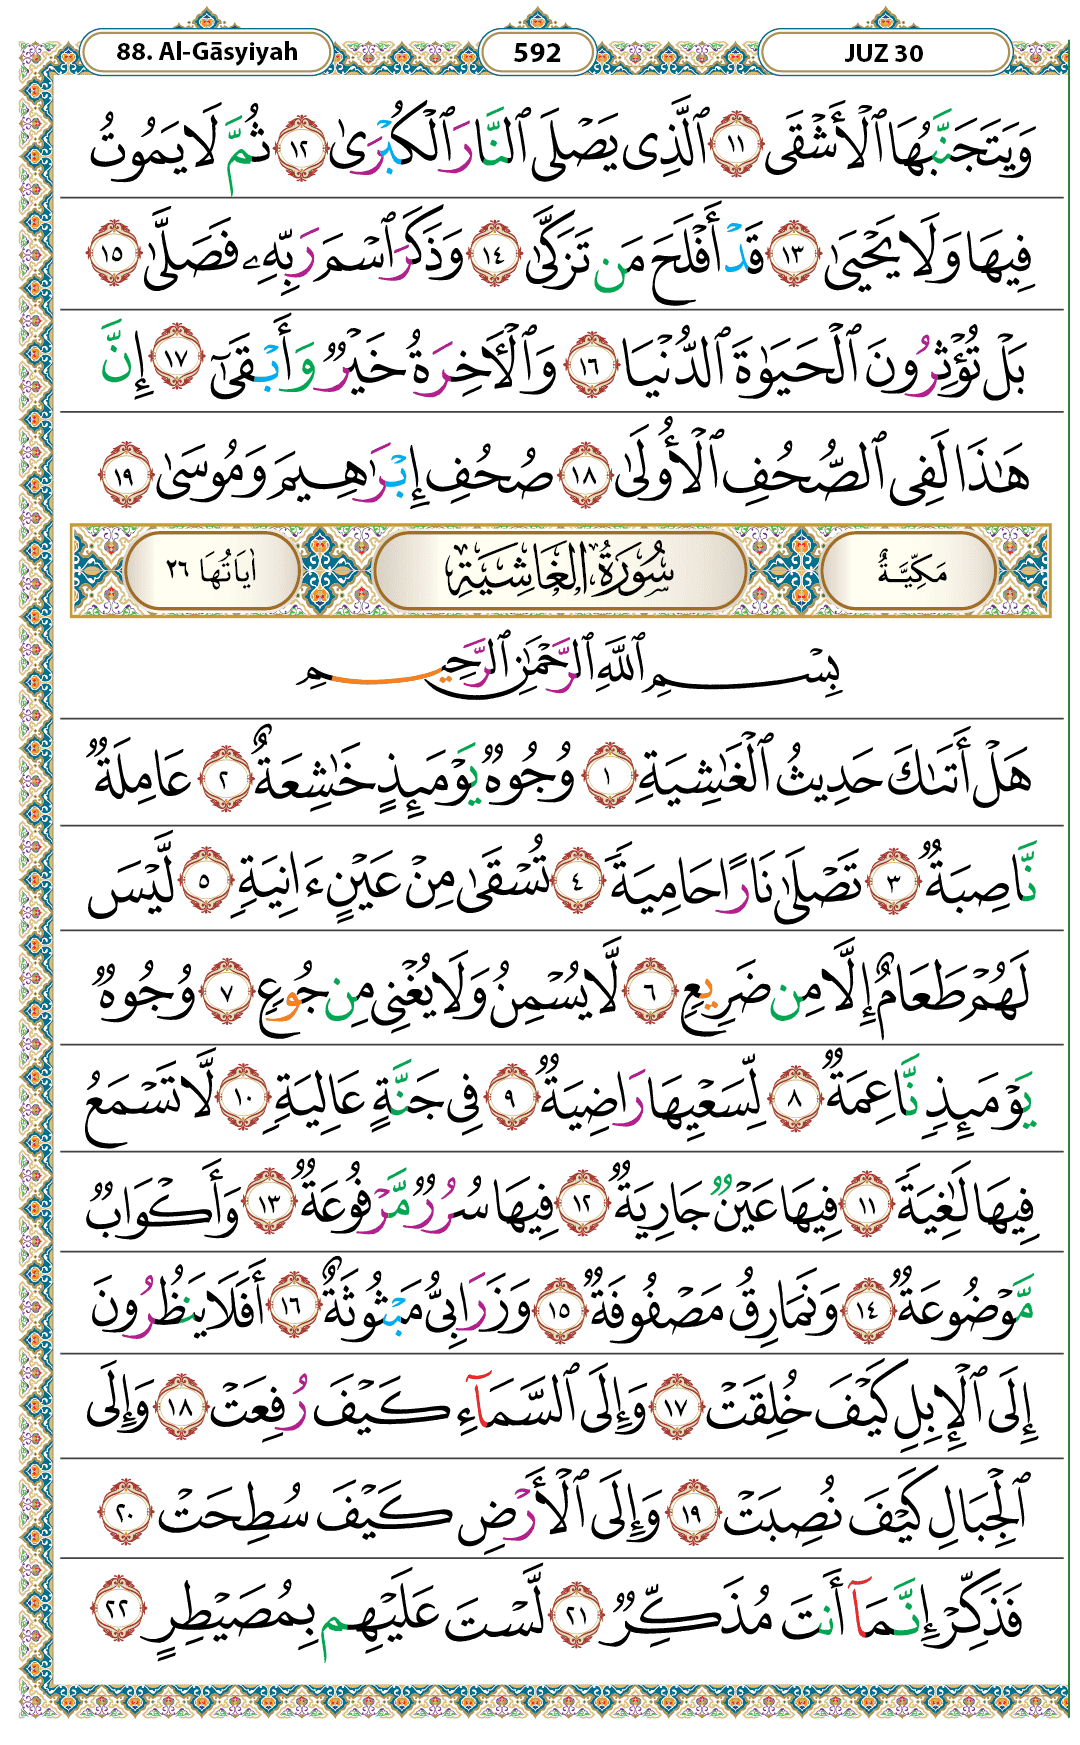 88. Al-Gāsyiyah 592 JUZ 30
وَيَتَجَنَّبُهَا ٱلْأَشْقَى ١١ ٱلَّذِى يَصْلَى ٱلنَّارَ ٱلْكُبْرَىٰ ١٢ ثُمَّ لَا يَمُوتُ
فِيهَا وَلَا يَحْيَىٰ ١٣ قَدْ أَفْلَحَ مَن تَزَكَّىٰ ١٤ وَذَكَرَ ٱسْمَ رَبِّهِۦ فَصَلَّىٰ ١٥
بَلْ تُؤْثِرُونَ ٱلْحَيَوٰةَ ٱلدُّنْيَا ١٦ وَٱلْأَخِرَةُ خَيْرٌ وَأَبْقَىٰٓ ١٧ إِنَّ
هَٰذَا لَفِى ٱلصُّحُفِ ٱلْأُولَىٰ ١٨ صُحُفِ إِبْرَٰهِيمَ وَمُوسَىٰ ١٩
مَكِّيَّةٌ سُورَةُ الغَاشِيَةِ اٰيَاتُهَا ٢٦
بِسْمِ ٱللَّهِ ٱلرَّحْمَٰنِ ٱلرَّحِيمِ
هَلْ أَتَىٰكَ حَدِيثُ ٱلْغَٰشِيَةِ ١ وُجُوهٌ يَوْمَئِذٍ خَٰشِعَةٌ ٢ عَامِلَةٌ
نَّاصِبَةٌ ٣ تَصْلَىٰ نَارًا حَامِيَةً ٤ تُسْقَىٰ مِنْ عَيْنٍ ءَانِيَةٍ ٥ لَّيْسَ
لَهُمْ طَعَامٌ إِلَّا مِن ضَرِيعٍ ٦ لَّا يُسْمِنُ وَلَا يُغْنِى مِن جُوعٍ ٧ وُجُوهٌ
يَوْمَئِذٍ نَّاعِمَةٌ ٨ لِّسَعْيِهَا رَاضِيَةٌ ٩ فِى جَنَّةٍ عَالِيَةٍ ١٠ لَّا تَسْمَعُ
فِيهَا لَٰغِيَةً ١١ فِيهَا عَيْنٌ جَارِيَةٌ ١٢ فِيهَا سُرُرٌ مَّرْفُوعَةٌ ١٣ وَأَكْوَابٌ
مَّوْضُوعَةٌ ١٤ وَنَمَارِقُ مَصْفُوفَةٌ ١٥ وَزَرَابِىُّ مَبْثُوثَةٌ ١٦ أَفَلَا يَنظُرُونَ
إِلَى ٱلْإِبِلِ كَيْفَ خُلِقَتْ ١٧ وَإِلَى ٱلسَّمَآءِ كَيْفَ رُفِعَتْ ١٨ وَإِلَى
ٱلْجِبَالِ كَيْفَ نُصِبَتْ ١٩ وَإِلَى ٱلْأَرْضِ كَيْفَ سُطِحَتْ ٢٠
فَذَكِّرْ إِنَّمَآ أَنتَ مُذَكِّرٌ ٢١ لَّسْتَ عَلَيْهِم بِمُصَيْطِرٍ ٢٢